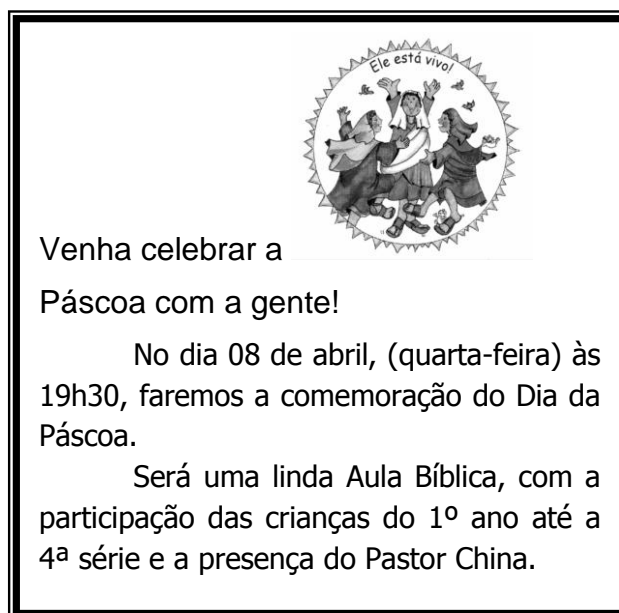 Ele está vivo!
Venha celebrar a
Páscoa com a gente!
No dia 08 de abril, (quarta-feira) às
19h30, faremos a comemoração do Dia da
Páscoa.
Será uma linda Aula Bíblica, com a
participação das crianças do 1º ano até a
4ª série e a presença do Pastor China.